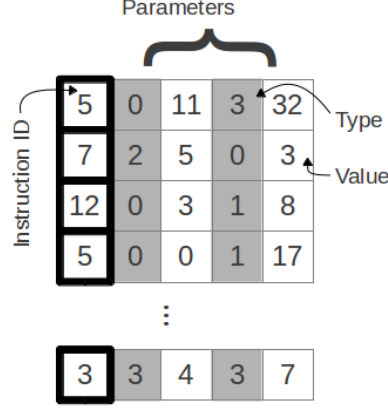 Parameters
Instruction ID
5 0 11 3 32
Type
7 2 5 0 3
Value
12 0 3 1 8
5 0 0 1 17
...
3 3 4 3 7